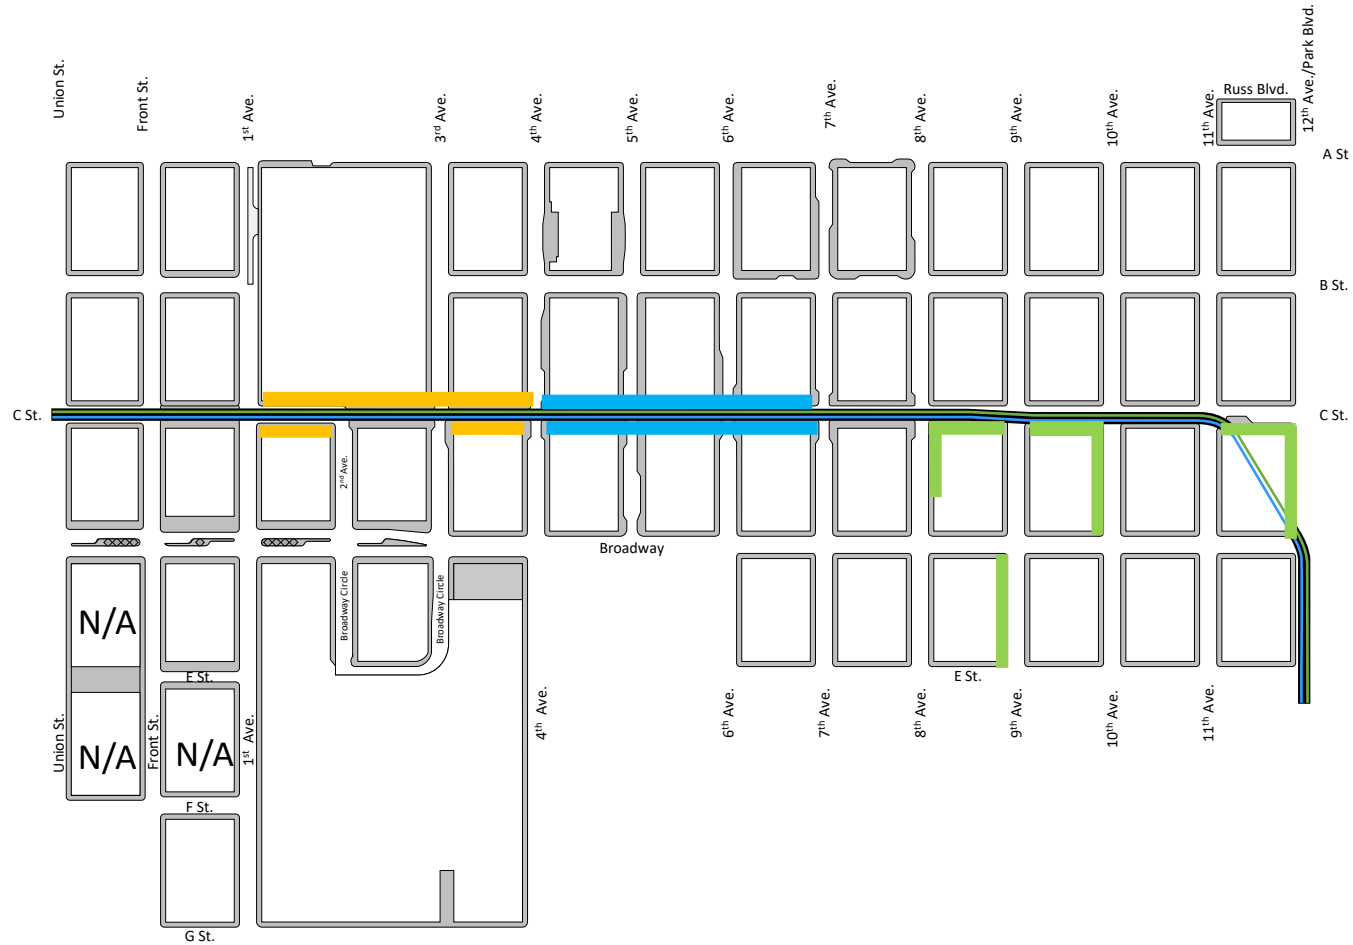 Union St.
Front St.
1st Ave.
3rd Ave.
4th Ave.
5th Ave.
6th Ave.
7th Ave.
8th Ave.
9th Ave.
10th Ave.
11th Ave.
Russ Blvd.
12th Ave./Park Blvd.
A St
B St.
C St.
C St.
2nd Ave.
Broadway
Broadway Circle
Broadway Circle
N/A
E St.
E St.
N/A
N/A
Union St.
Front St.
1st Ave.
4th Ave.
6th Ave.
7th Ave.
8th Ave.
9th Ave.
10th Ave.
11th Ave.
F St.
G St.